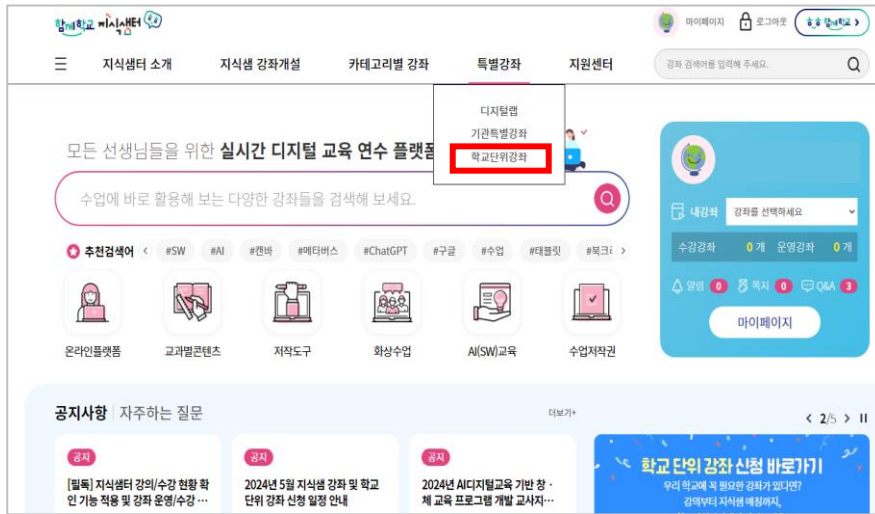 함께학교 지식샘터
마이페이지 로그아웃 함께학교 >
지식샘터 소개 지식샘 강좌개설 카테고리별 강좌 특별강좌 지원센터
강좌 검색어를 입력해 주세요.
디지털랩
기관특별강좌
학교단위강좌
모든 선생님들을 위한 실시간 디지털 교육 연수 플랫폼
수업에 바로 활용해 보는 다양한 강좌들을 검색해 보세요.
추천검색어 < #SW #AI #캔바 #메타버스 #ChatGPT #구글 #수업 #태블릿 >
온라인플랫폼 교과별콘텐츠 저작도구 화상수업 AI(SW)교육 수업저작권
내강좌 강좌를 선택하세요
수강강좌 0 개 운영강좌 0 개
알림 0 쪽지 0 Q&A 3
마이페이지
공지사항 자주하는 질문 더보기+
공지
[필독] 지식샘터 강의/수강 현황 확
인 기능 적용 및 강좌 운영/수강 …
공지
2024년 5월 지식샘 강좌 및 학교
단위 강좌 신청 일정 안내
공지
2024년 AI디지털교육 기반 창 ·
체 교육 프로그램 개발 교사지…
< 2/5 >
학교 단위 강좌 신청 바로가기
우리 학교에 꼭 필요한 강좌가 있다면?
강의부터 지식샘 매칭까지,